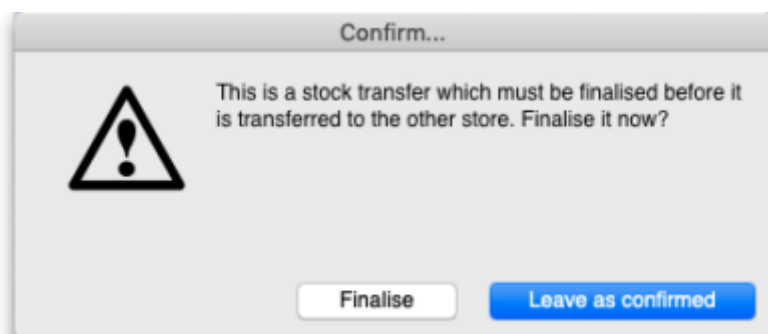 Confirm...
This is a stock transfer which must be finalised before it
is transferred to the other store. Finalise it now?
Finalise
Leave as confirmed